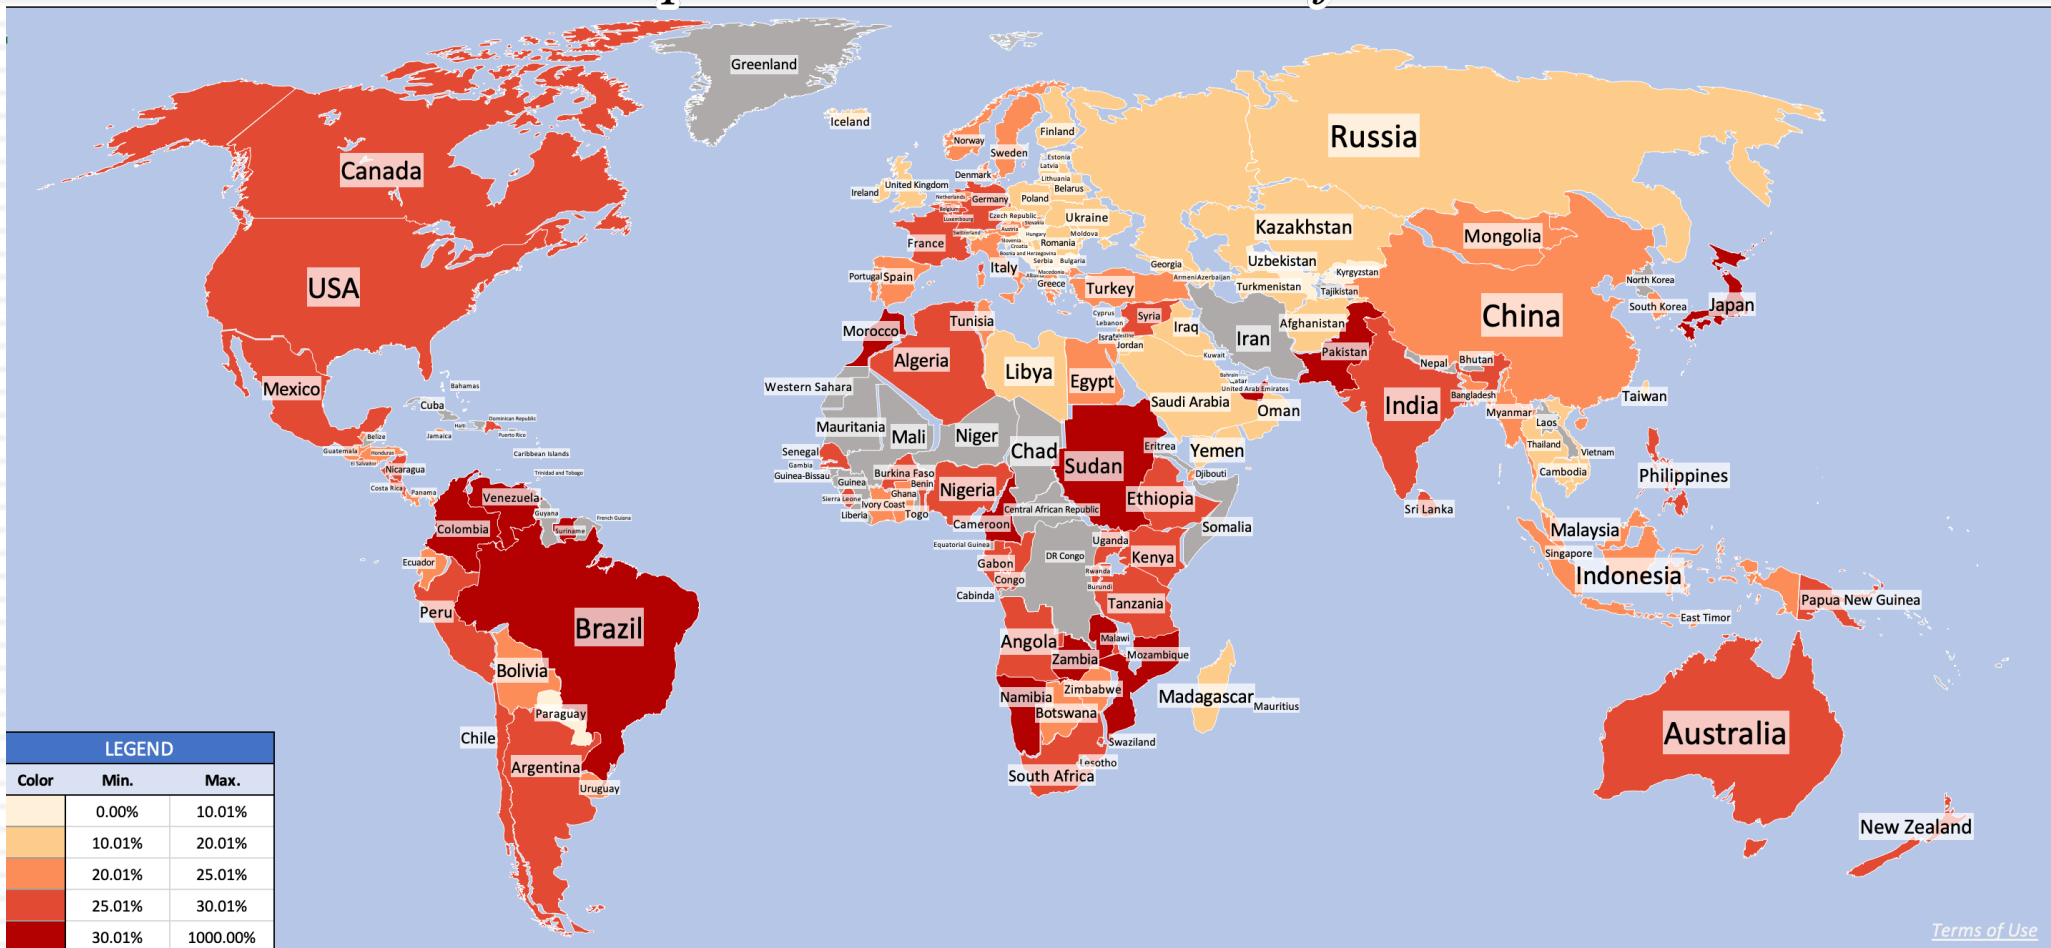 Greenland
Iceland
Russia
Canada
Norway
Finland
Sweden
Estonia
Latvia
Denmark
Lithuania
Ireland
United Kingdom
Belarus
Netherlands
Germany
Poland
Belgium
Luxembourg
Czech Republic
Ukraine
Slovakia
Kazakhstan
Mongolia
Switzerland
Austria
Hungary
Moldova
France
Slovenia
Croatia
Romania
Bosnia and Herzegovina
Serbia
Bulgaria
Uzbekistan
Italy
Georgia
Kyrgyzstan
Portugal
Spain
Macedonia
Greece
Azerbaijan
Turkmenistan
Tajikistan
North Korea
USA
Turkey
South Korea
Japan
China
Cyprus
Lebanon
Syria
Iraq
Iran
Afghanistan
Morocco
Tunisia
Jordan
Kuwait
Pakistan
Algeria
Libya
Egypt
Nepal
Bhutan
Mexico
Bahamas
Western Sahara
Bahrain
Qatar
United Arab Emirates
Saudi Arabia
Oman
India
Bangladesh
Taiwan
Cuba
Haiti
Dominican Republic
Jamaica
Puerto Rico
Belize
Mauritania
Mali
Niger
Chad
Sudan
Eritrea
Yemen
Myanmar
Laos
Thailand
Vietnam
Guatemala
Honduras
El Salvador
Nicaragua
Caribbean Islands
Trinidad and Tobago
Costa Rica
Panama
Senegal
Gambia
Guinea-Bissau
Guinea
Burkina Faso
Benin
Nigeria
Djibouti
Cambodia
Philippines
Venezuela
Guyana
French Guiana
Suriname
Colombia
Sierra Leone
Liberia
Ivory Coast
Ghana
Togo
Cameroon
Central African Republic
Ethiopia
Somalia
Sri Lanka
Malaysia
Singapore
Indonesia
Ecuador
Equatorial Guinea
Gabon
Congo
DR Congo
Uganda
Kenya
Rwanda
Burundi
Cabinda
Tanzania
Papua New Guinea
East Timor
Peru
Brazil
Bolivia
Angola
Zambia
Malawi
Mozambique
Namibia
Zimbabwe
Botswana
Madagascar
Mauritius
Paraguay
Chile
Argentina
Uruguay
Swaziland
Lesotho
South Africa
Australia
New Zealand
LEGEND
Color Min. Max.
0.00% 10.01%
10.01% 20.01%
20.01% 25.01%
25.01% 30.01%
30.01% 1000.00%
Terms of Use